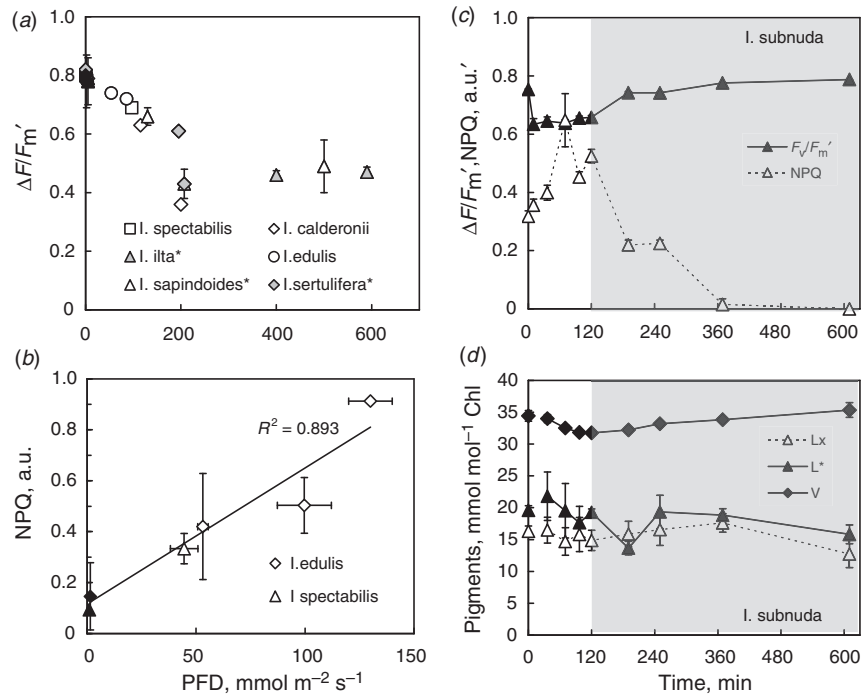 (a)
1.0
0.8
0.6
0.4
0.2
0
ΔF/Fm′
I. spectabilis
I. calderonii
I. ilta*
I.edulis
I. sapindoides*
I.sertulifera*
0 200 400 600
(b)
1.0
0.8
0.6
0.4
0.2
0
NPQ, a.u.
R² = 0.893
I.edulis
I spectabilis
0 50 100 150
PFD, mmol m⁻² s⁻¹
(c)
1.0
0.8
0.6
0.4
0.2
0
ΔF/Fm′,NPQ, a.u.′
I. subnuda
Fv/Fm′
NPQ
0 120 240 360 480 600
(d)
40
35
30
25
20
15
10
5
0
Pigments, mmol mol⁻¹ Chl
Lx
L*
V
I. subnuda
0 120 240 360 480 600
Time, min